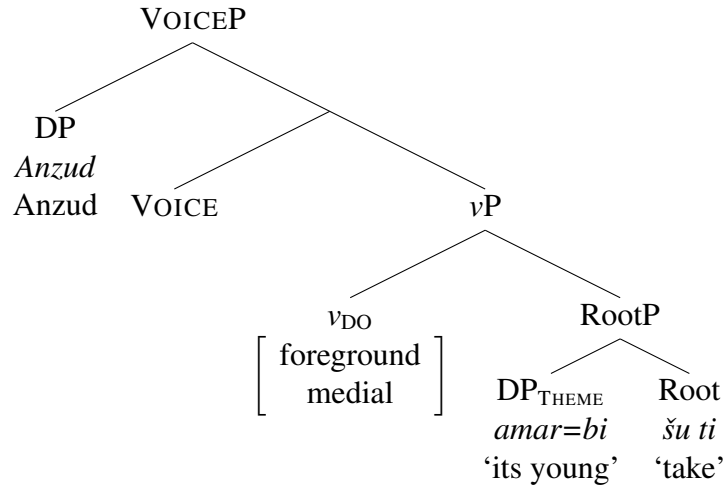 VOICEP
DP
Anzud
Anzud
VOICE
vP
vDO
foreground
medial
RootP
DPTHEME
amar=bi
‘its young’
Root
šu ti
‘take’